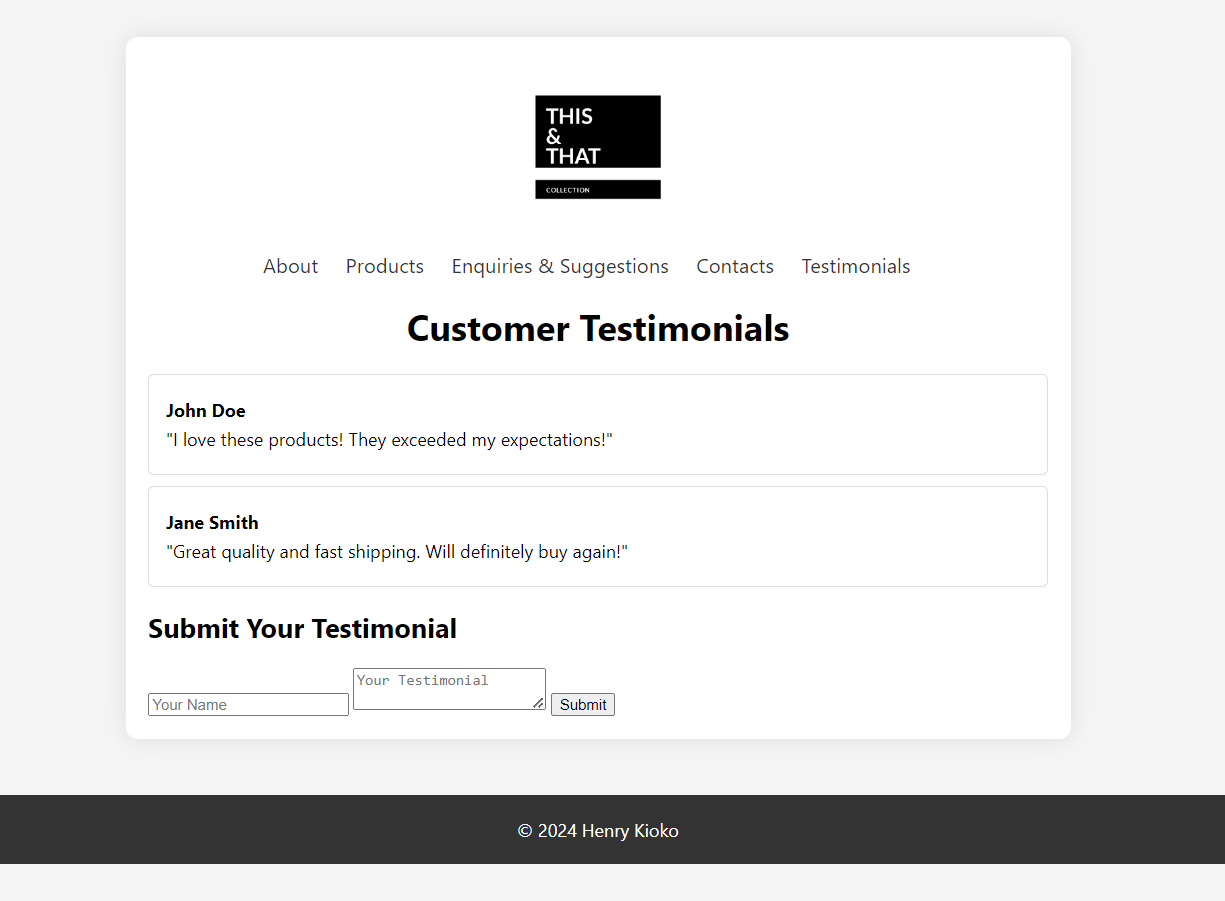 THIS
&
THAT
COLLECTION
About Products Enquiries & Suggestions Contacts Testimonials
Customer Testimonials
John Doe
"I love these products! They exceeded my expectations!"
Jane Smith
"Great quality and fast shipping. Will definitely buy again!"
Submit Your Testimonial
Your Name Your Testimonial Submit
© 2024 Henry Kioko